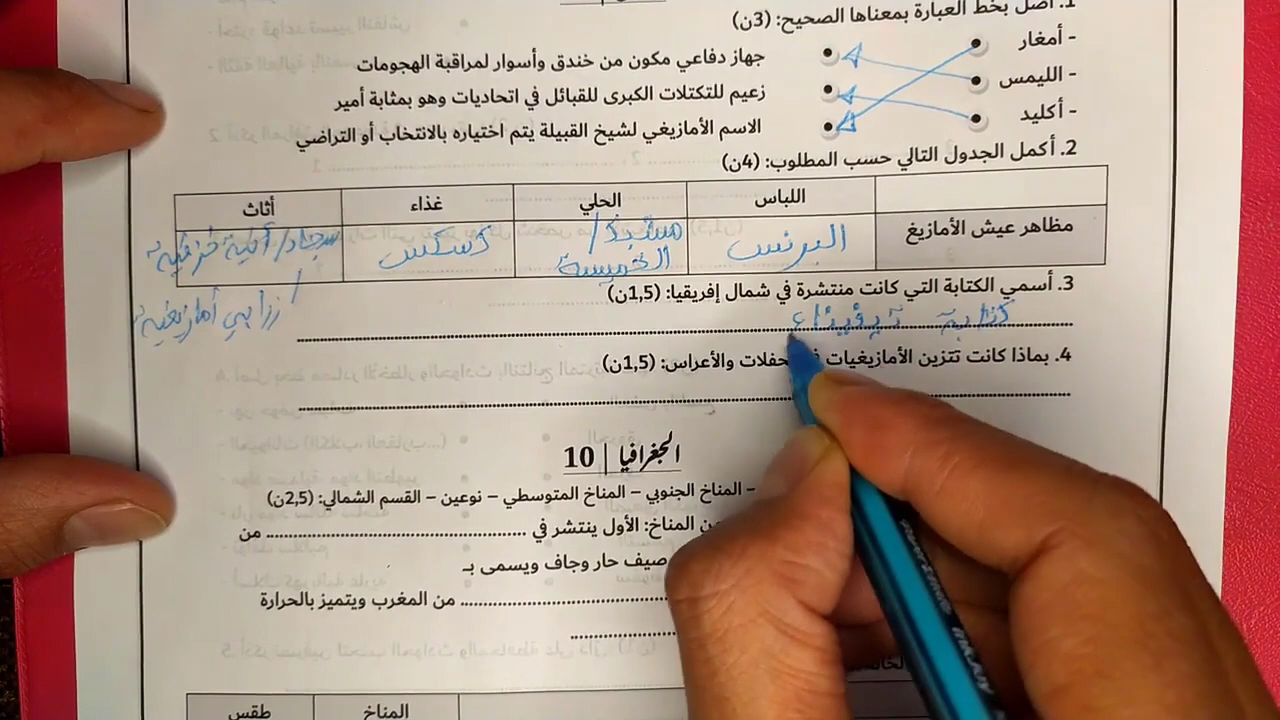 1. أصل بخط العبارة بمعناها الصحيح: (3ن)
- أمغار
جهاز دفاعي مكون من خندق وأسوار لمراقبة الهجومات
- الليمس
زعيم للتكتلات الكبرى للقبائل في اتحاديات وهو بمثابة أمير
- أكليد
الاسم الأمازيغي لشيخ القبيلة يتم اختياره بالانتخاب أو التراضي
2. أكمل الجدول التالي حسب المطلوب: (4ن)
اللباس الحلي غذاء أثاث
مظاهر عيش الأمازيغ البرنس الخميسة كسكس سجاد/
/ زرابي أمازيغية
3. أسمي الكتابة التي كانت منتشرة في شمال إفريقيا: (1,5ن)
كتابة تيفيناغ
4. بماذا كانت تتزين الأمازيغيات حفلات والأعراس: (1,5ن)
الجغرافيا | 10
– المناخ الجنوبي – المناخ المتوسطي – نوعين – القسم الشمالي: (2,5ن)
من المناخ: الأول ينتشر في من
صيف حار وجاف ويسمى بـ
من المغرب ويتميز بالحرارة
المناخ طقس